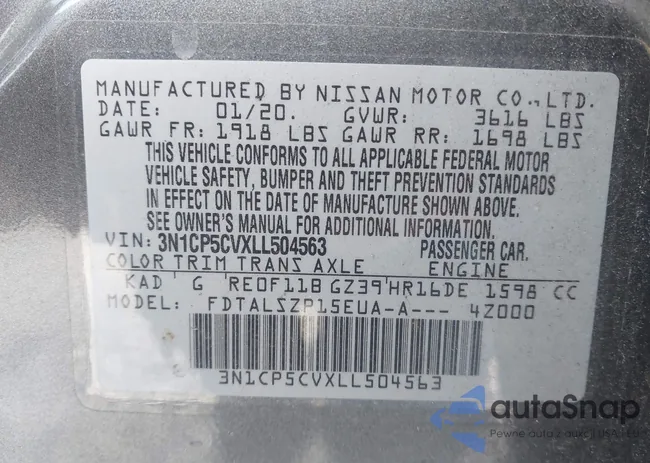 MANUFACTURED BY NISSAN MOTOR CO., LTD.
DATE: 01/20. GVWR: 3616 LBS
GAWR FR: 1918 LBS GAWR RR: 1698 LBS
THIS VEHICLE CONFORMS TO ALL APPLICABLE FEDERAL MOTOR
VEHICLE SAFETY, BUMPER AND THEFT PREVENTION STANDARDS
IN EFFECT ON THE DATE OF MANUFACTURE SHOWN ABOVE.
SEE OWNER'S MANUAL FOR ADDITIONAL INFORMATION.
VIN: 3N1CP5CVXLL504563 PASSENGER CAR.
COLOR TRIM TRANS AXLE ENGINE
KAD G RE0F11B GZ39 HR16DE 1598 CC
FDTALSZP15EUA-A--- 4Z000
3N1CP5CVXLL504563
autaSnap
Pewne auta z aukcji